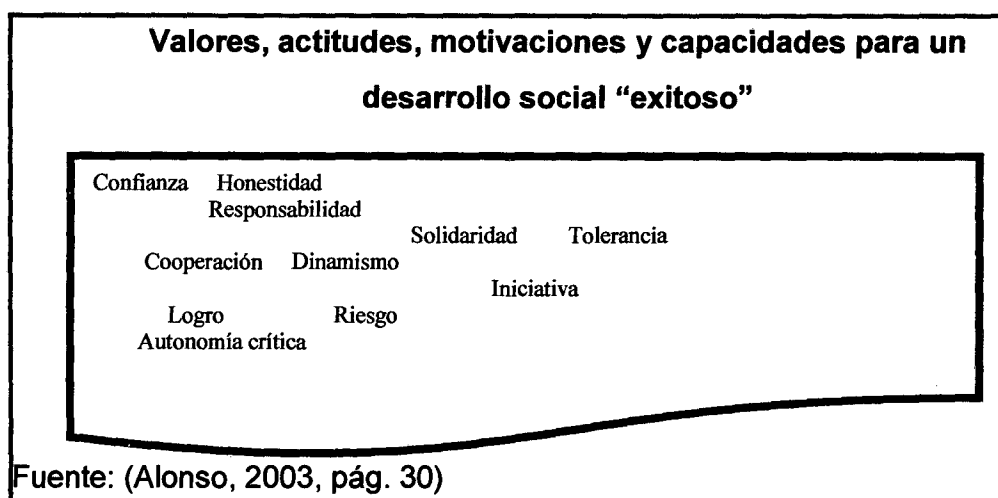 Valores, actitudes, motivaciones y capacidades para un
desarrollo social “exitoso”
Confianza Honestidad
Responsabilidad
Solidaridad Tolerancia
Cooperación Dinamismo
Iniciativa
Logro Riesgo
Autonomía crítica
Fuente: (Alonso, 2003, pág. 30)